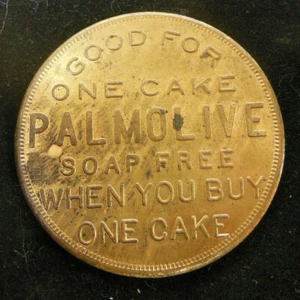 GOOD FOR
ONE CAKE
PALMOLIVE
SOAP FREE
WHEN YOU BUY
ONE CAKE